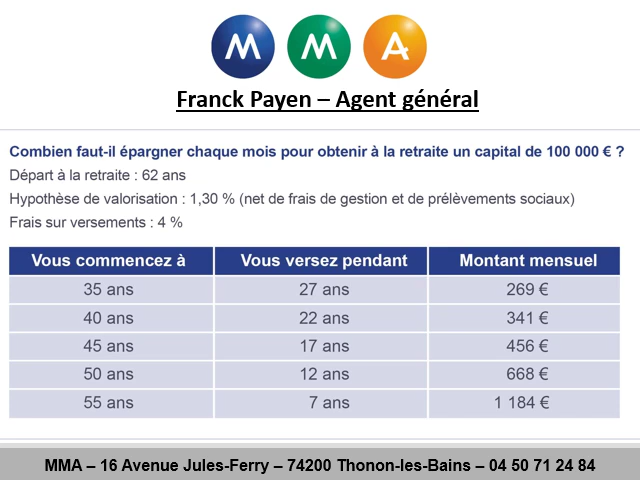 M M A
Franck Payen – Agent général
Combien faut-il épargner chaque mois pour obtenir à la retraite un capital de 100 000 € ?
Départ à la retraite : 62 ans
Hypothèse de valorisation : 1,30 % (net de frais de gestion et de prélèvements sociaux)
Frais sur versements : 4 %
Vous commencez à Vous versez pendant Montant mensuel
35 ans 27 ans 269 €
40 ans 22 ans 341 €
45 ans 17 ans 456 €
50 ans 12 ans 668 €
55 ans 7 ans 1 184 €
MMA – 16 Avenue Jules-Ferry – 74200 Thonon-les-Bains – 04 50 71 24 84